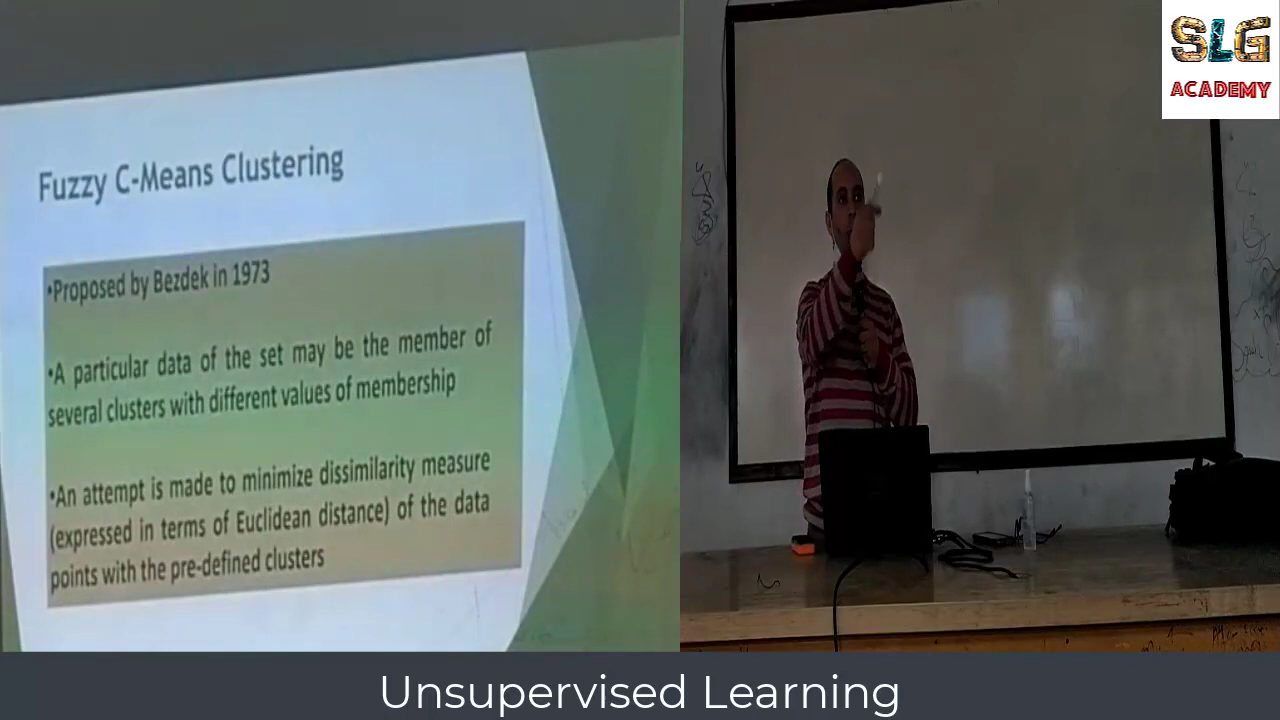 SLG
ACADEMY
Fuzzy C-Means Clustering
•Proposed by Bezdek in 1973
•A particular data of the set may be the member of
several clusters with different values of membership
•An attempt is made to minimize dissimilarity measure
(expressed in terms of Euclidean distance) of the data
points with the pre-defined clusters
Unsupervised Learning